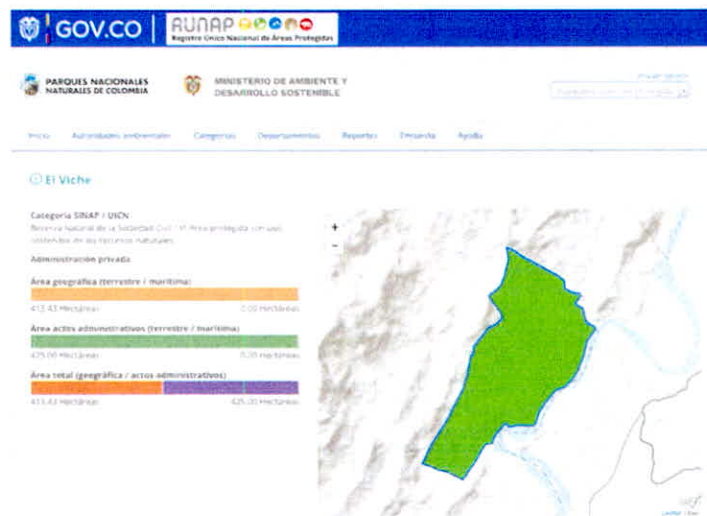 GOV.CO
RUNAP
Registro Único Nacional de Áreas Protegidas
PARQUES NACIONALES
NATURALES DE COLOMBIA
MINISTERIO DE AMBIENTE Y
DESARROLLO SOSTENIBLE
Inicio Autoridades ambientales Categorías Departamentos Reportes Encuesta Ayuda
El Viche
Categoría SINAP / UICN
Reserva Natural de la Sociedad Civil / VI Área protegida con uso
sostenible de los recursos naturales
Administración privada
Área geográfica (terrestre / marítima)
413.43 Hectáreas 0.00 Hectáreas
Área actos administrativos (terrestre / marítima)
425.00 Hectáreas 0.00 Hectáreas
Área total (geográfica / actos administrativos)
413.43 Hectáreas 425.00 Hectáreas
+
−